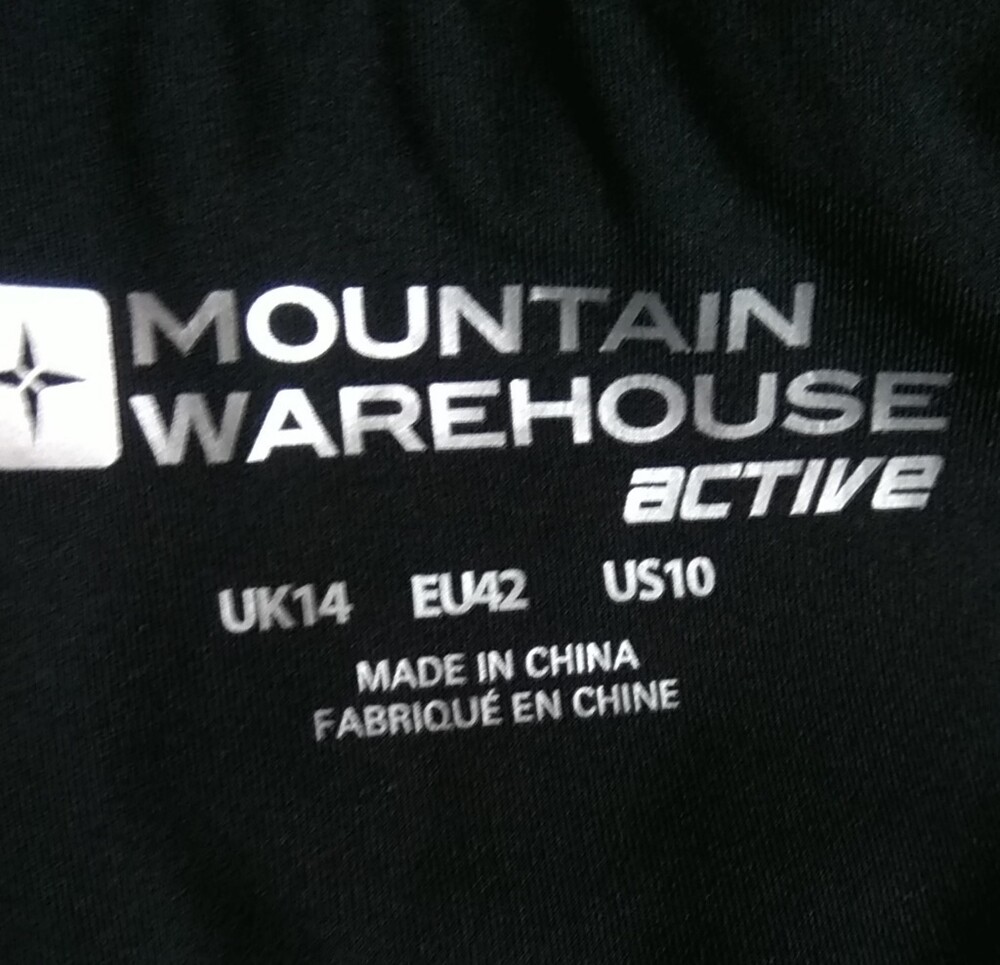 MOUNTAIN
WAREHOUSE
ACTIVE
UK14 EU42 US10
MADE IN CHINA
FABRIQUÉ EN CHINE